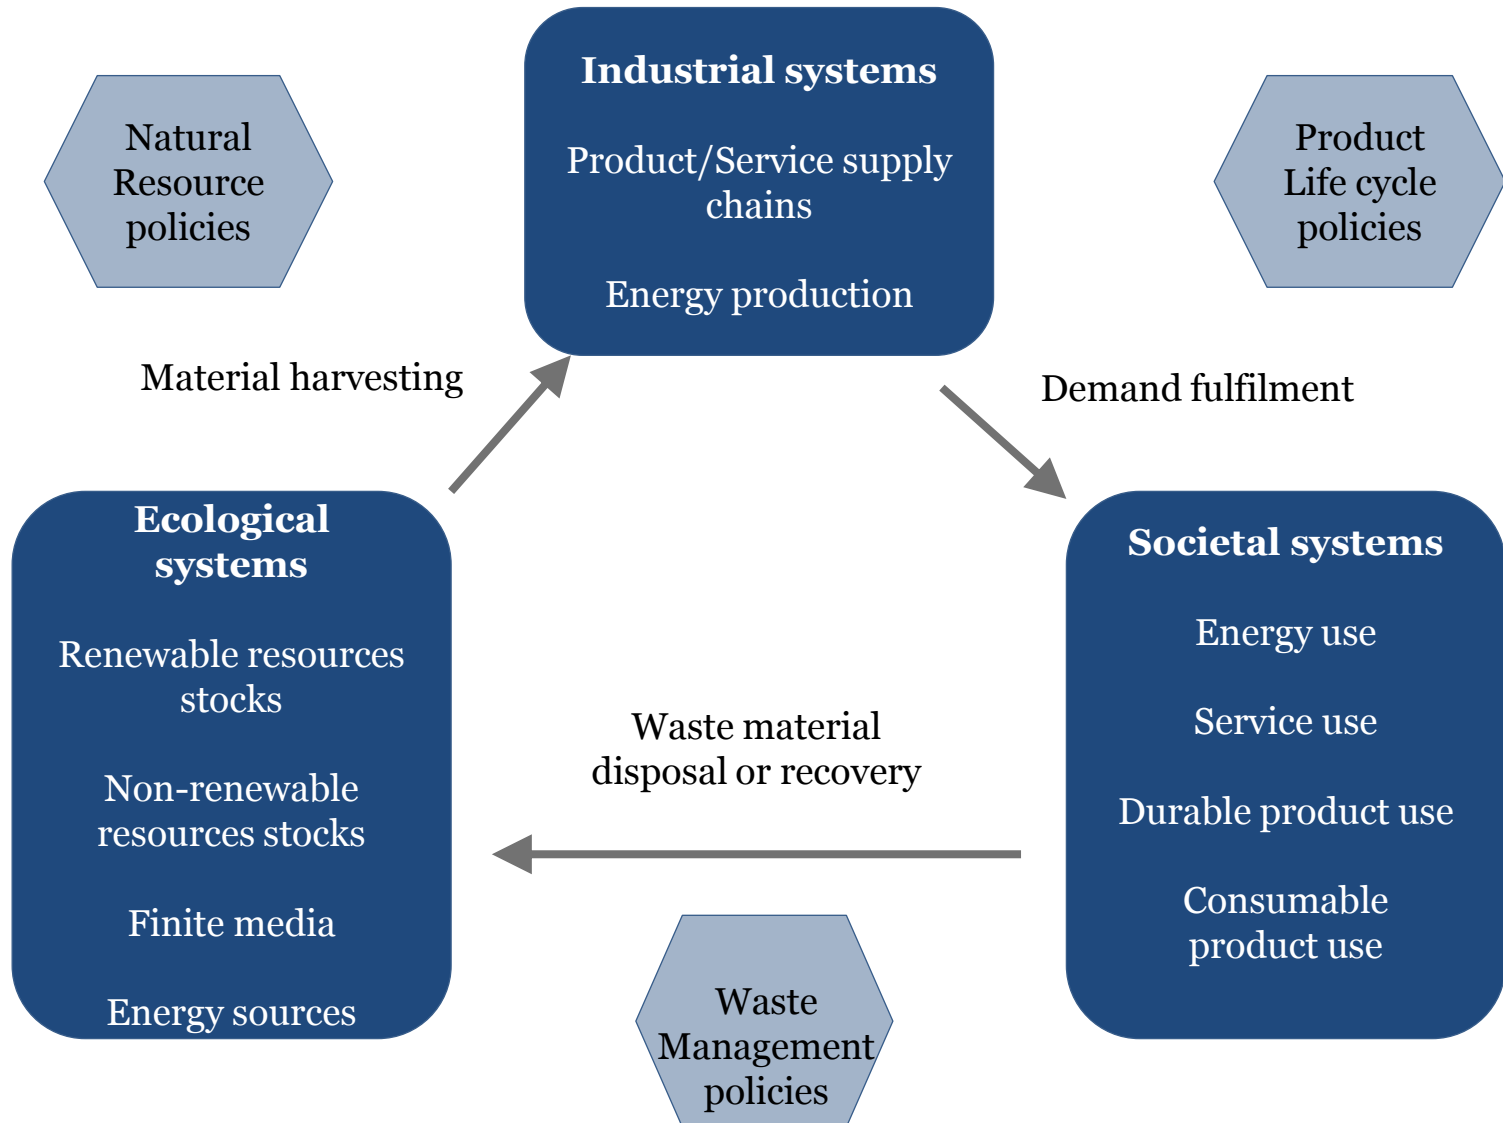 Industrial systems
Product/Service supply
chains
Energy production
Natural
Resource
policies
Product
Life cycle
policies
Material harvesting
Demand fulfilment
Ecological
systems
Renewable resources
stocks
Non-renewable
resources stocks
Finite media
Energy sources
Societal systems
Energy use
Service use
Durable product use
Consumable
product use
Waste material
disposal or recovery
Waste
Management
policies